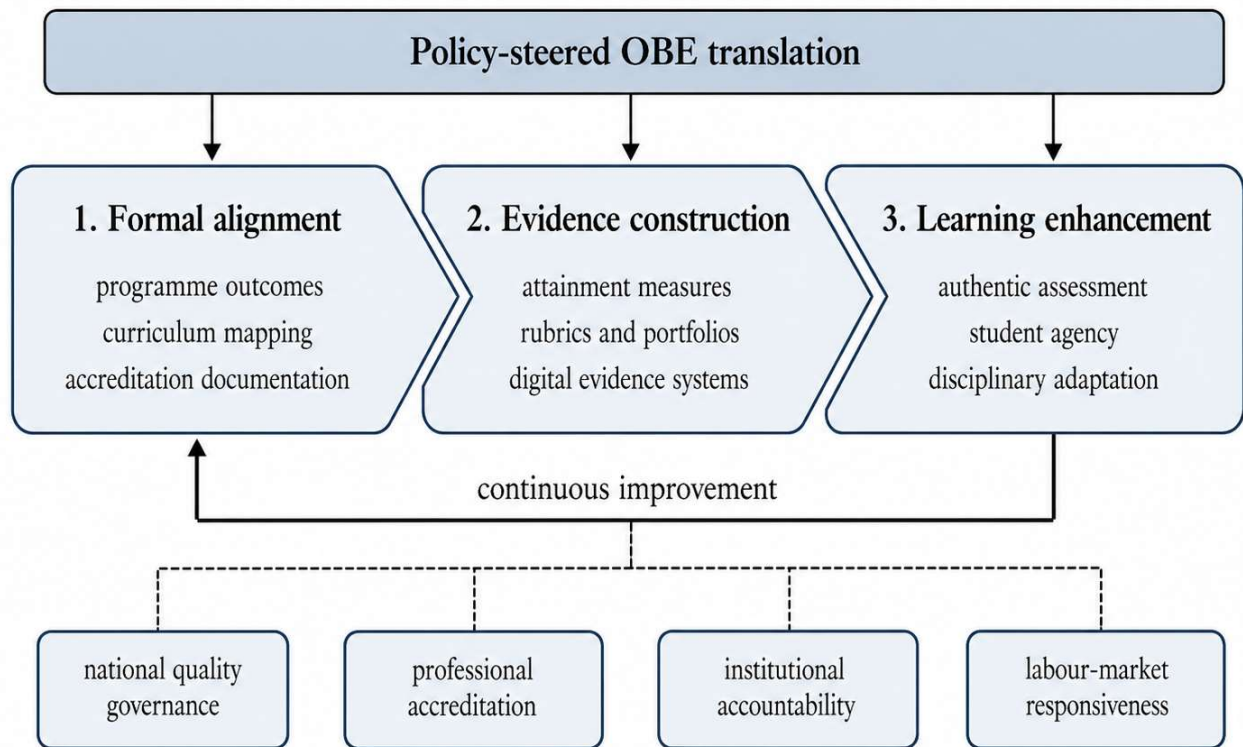 Policy-steered OBE translation
1. Formal alignment
programme outcomes
curriculum mapping
accreditation documentation
2. Evidence construction
attainment measures
rubrics and portfolios
digital evidence systems
3. Learning enhancement
authentic assessment
student agency
disciplinary adaptation
continuous improvement
national quality
governance
professional
accreditation
institutional
accountability
labour-market
responsiveness